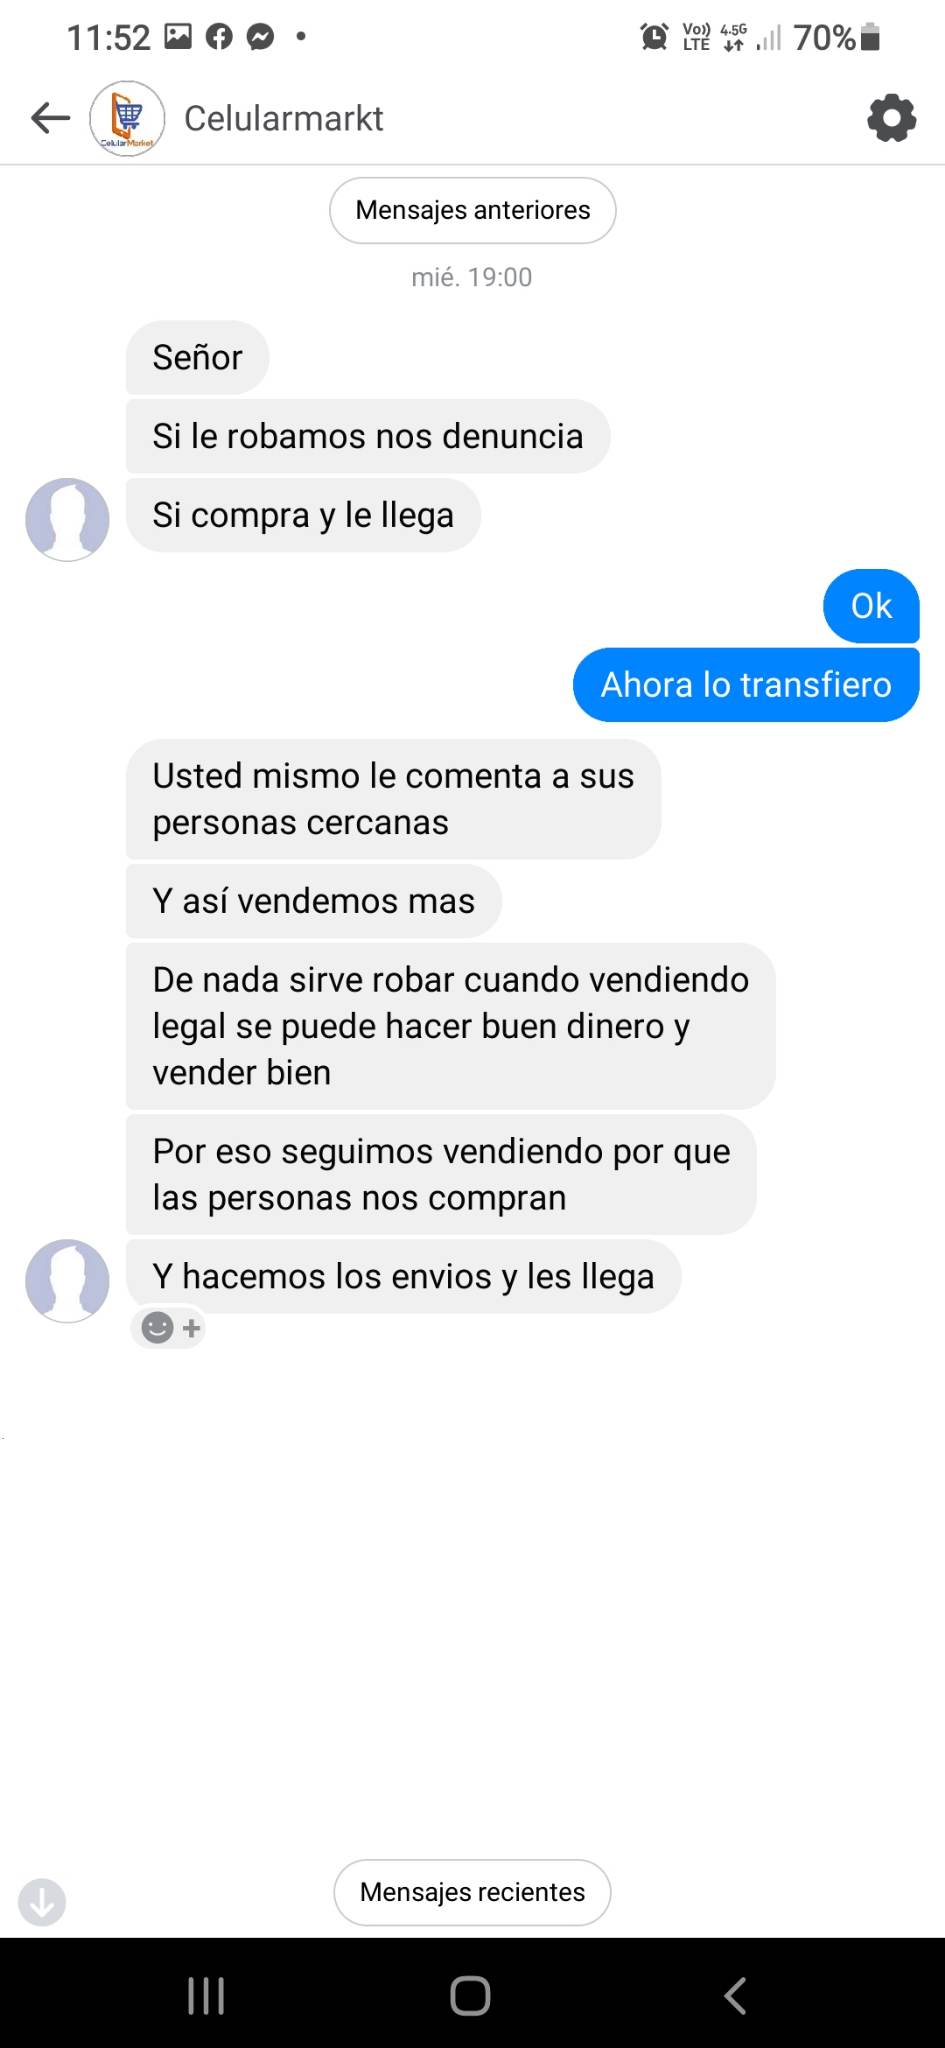 11:52
Vo)) 4.5G
LTE
70%
Celularmarkt
CelularMarket
Mensajes anteriores
mié. 19:00
Señor
Si le robamos nos denuncia
Si compra y le llega
Ok
Ahora lo transfiero
Usted mismo le comenta a sus
personas cercanas
Y así vendemos mas
De nada sirve robar cuando vendiendo
legal se puede hacer buen dinero y
vender bien
Por eso seguimos vendiendo por que
las personas nos compran
Y hacemos los envios y les llega
Mensajes recientes